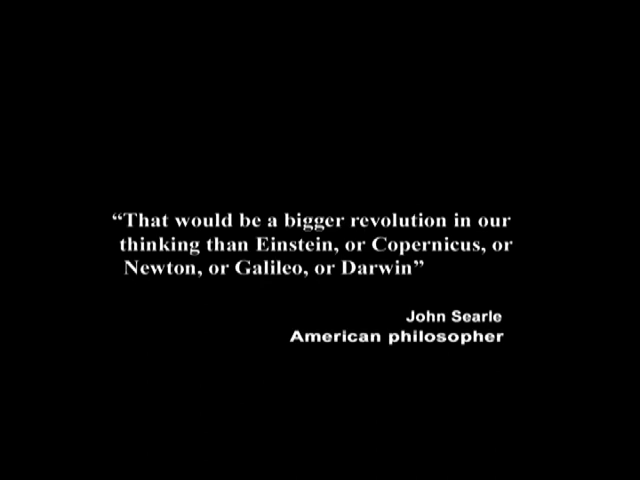 “That would be a bigger revolution in our
thinking than Einstein, or Copernicus, or
Newton, or Galileo, or Darwin”
John Searle
American philosopher